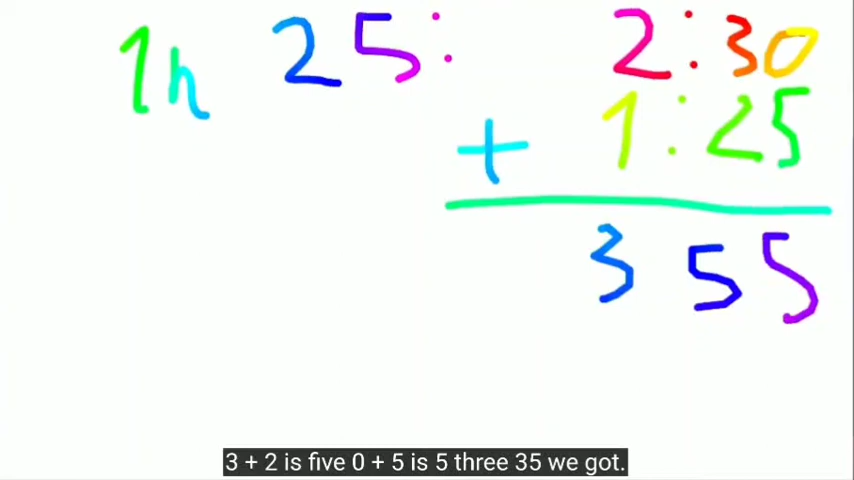 1h 25:
2:30
+ 1:25
3 55
3 + 2 is five 0 + 5 is 5 three 35 we got.